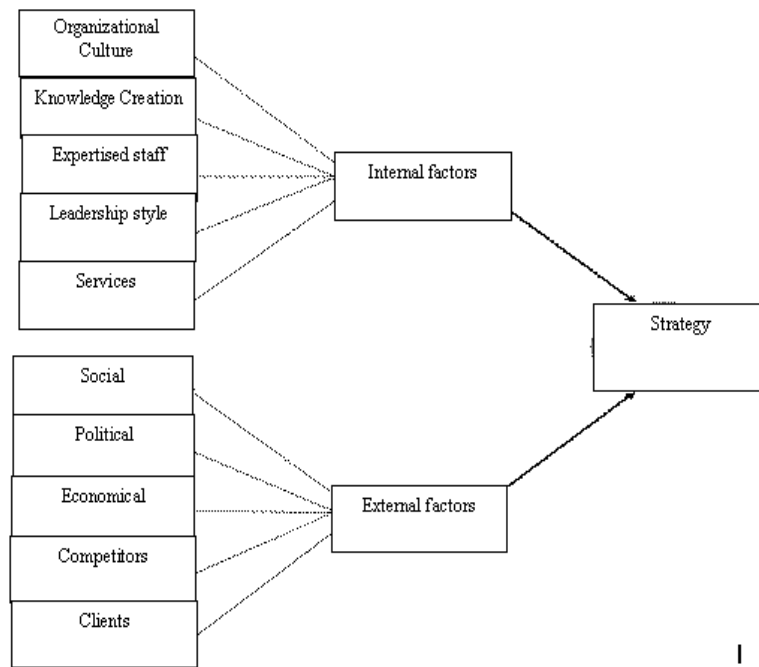 Organizational
Culture
Knowledge Creation
Expertised staff
Leadership style
Services
Internal factors
Strategy
Social
Political
Economical
Competitors
Clients
External factors
I